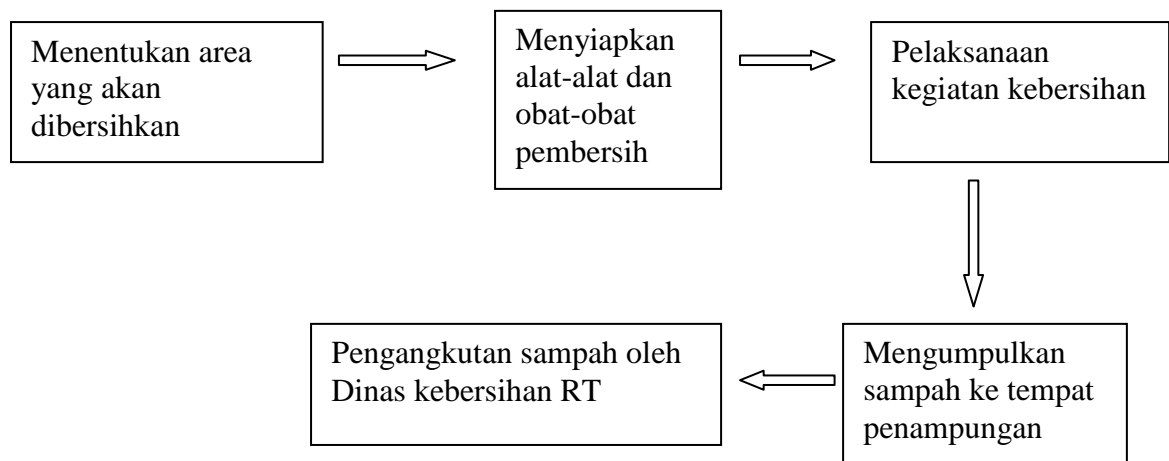 Menentukan area
yang akan
dibersihkan
Menyiapkan
alat-alat dan
obat-obat
pembersih
Pelaksanaan
kegiatan kebersihan
Mengumpulkan
sampah ke tempat
penampungan
Pengangkutan sampah oleh
Dinas kebersihan RT